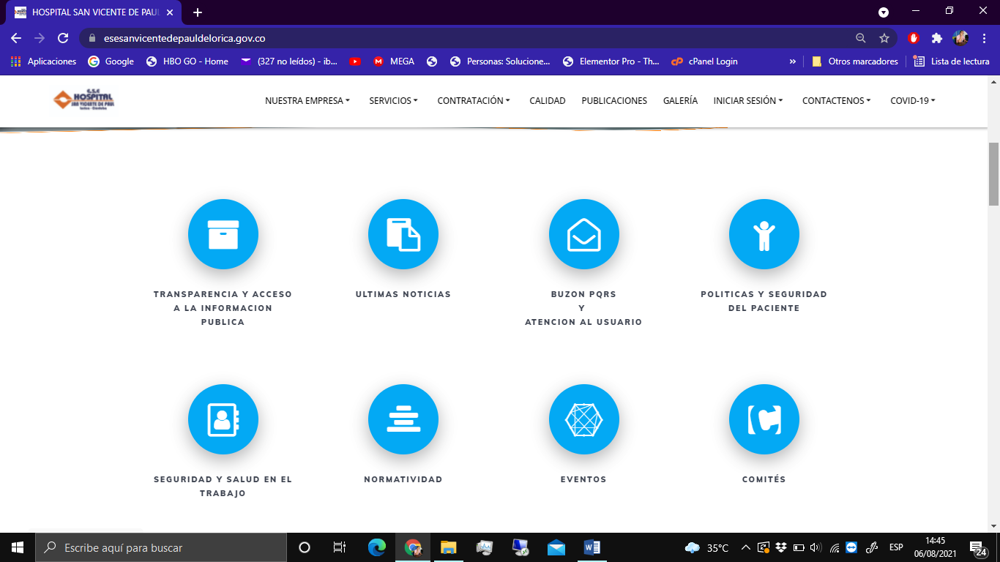 HOSPITAL SAN VICENTE DE PAUL
esesanvicentedepauldelorica.gov.co
Aplicaciones Google HBO GO - Home (327 no leídos) - ib... MEGA Personas: Solucione... Elementor Pro - Th... cPanel Login » Otros marcadores Lista de lectura
E.S.E
HOSPITAL
SAN VICENTE DE PAUL
Lorica - Córdoba
NUESTRA EMPRESA SERVICIOS CONTRATACIÓN CALIDAD PUBLICACIONES GALERÍA INICIAR SESIÓN CONTACTENOS COVID-19
TRANSPARENCIA Y ACCESO
A LA INFORMACION
PUBLICA
ULTIMAS NOTICIAS
BUZON PQRS
Y
ATENCION AL USUARIO
POLITICAS Y SEGURIDAD
DEL PACIENTE
SEGURIDAD Y SALUD EN EL
TRABAJO
NORMATIVIDAD
EVENTOS
COMITÉS
Escribe aquí para buscar
35°C
ESP
14:45
06/08/2021
24